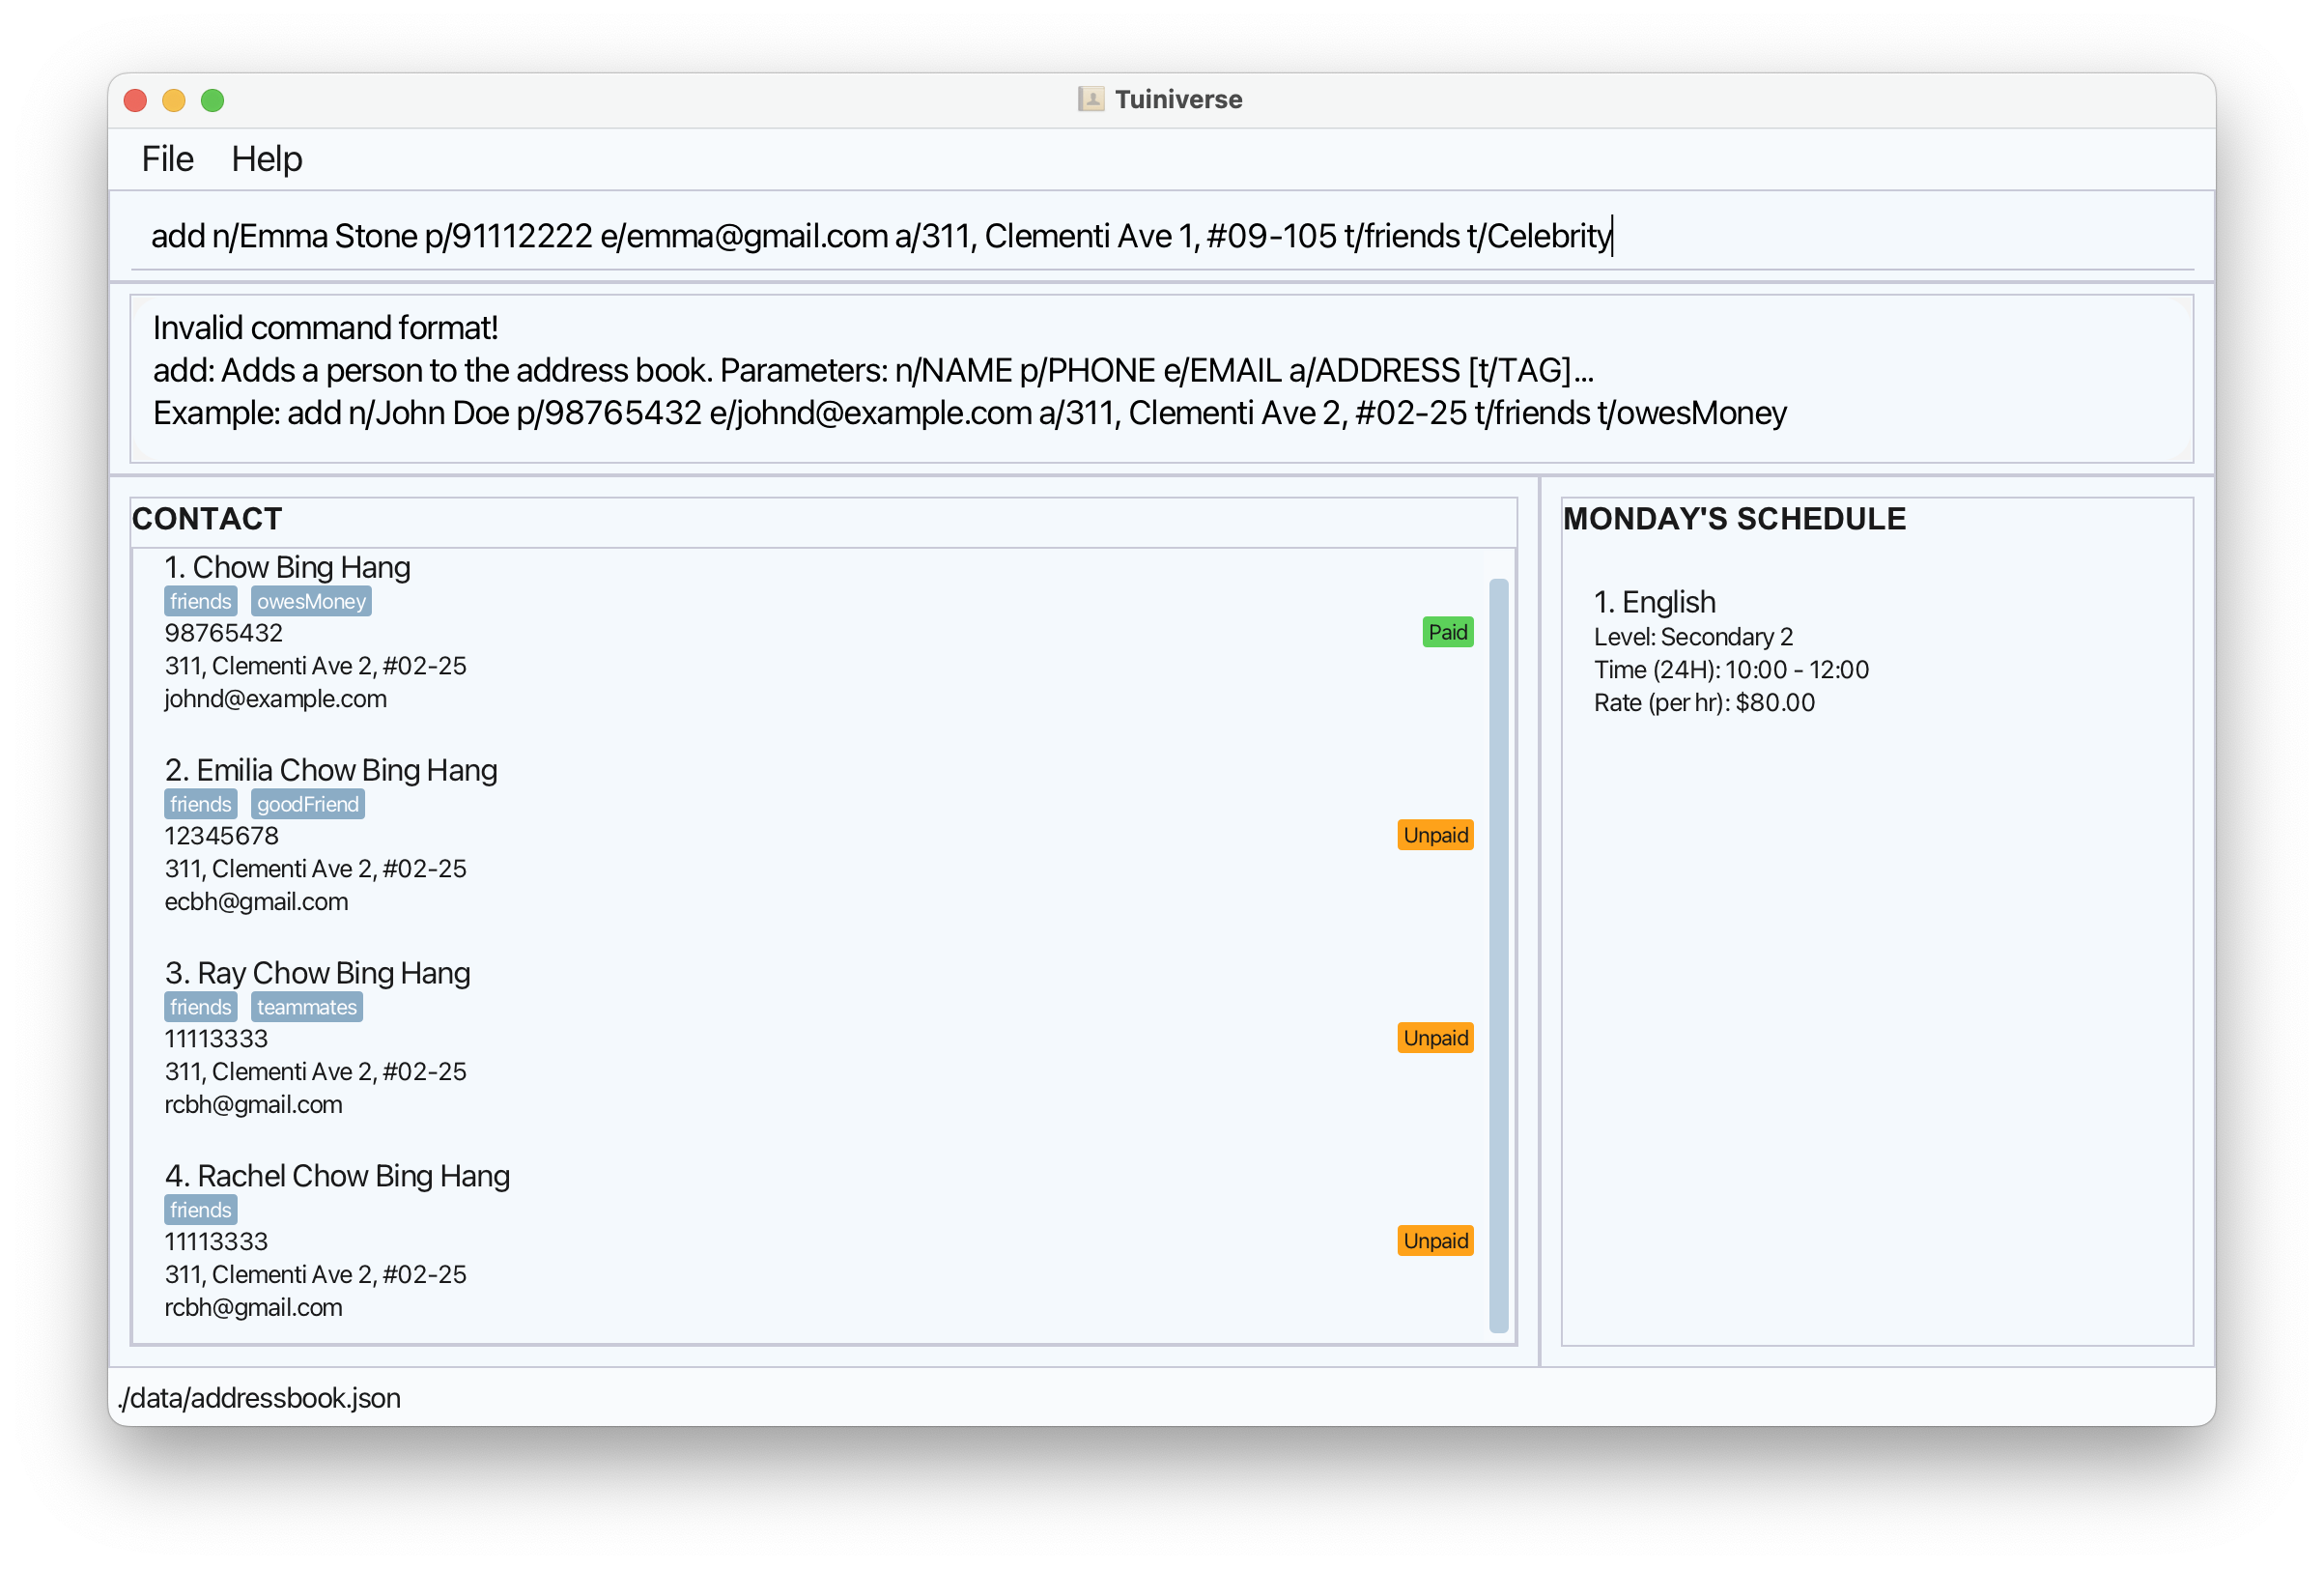 Tuiniverse
File Help
add n/Emma Stone p/91112222 e/emma@gmail.com a/311, Clementi Ave 1, #09-105 t/friends t/Celebrity
Invalid command format!
add: Adds a person to the address book. Parameters: n/NAME p/PHONE e/EMAIL a/ADDRESS [t/TAG]...
Example: add n/John Doe p/98765432 e/johnd@example.com a/311, Clementi Ave 2, #02-25 t/friends t/owesMoney
CONTACT
1. Chow Bing Hang
friends owesMoney
98765432 Paid
311, Clementi Ave 2, #02-25
johnd@example.com
2. Emilia Chow Bing Hang
friends goodFriend
12345678 Unpaid
311, Clementi Ave 2, #02-25
ecbh@gmail.com
3. Ray Chow Bing Hang
friends teammates
11113333 Unpaid
311, Clementi Ave 2, #02-25
rcbh@gmail.com
4. Rachel Chow Bing Hang
friends
11113333 Unpaid
311, Clementi Ave 2, #02-25
rcbh@gmail.com
MONDAY'S SCHEDULE
1. English
Level: Secondary 2
Time (24H): 10:00 - 12:00
Rate (per hr): $80.00
./data/addressbook.json